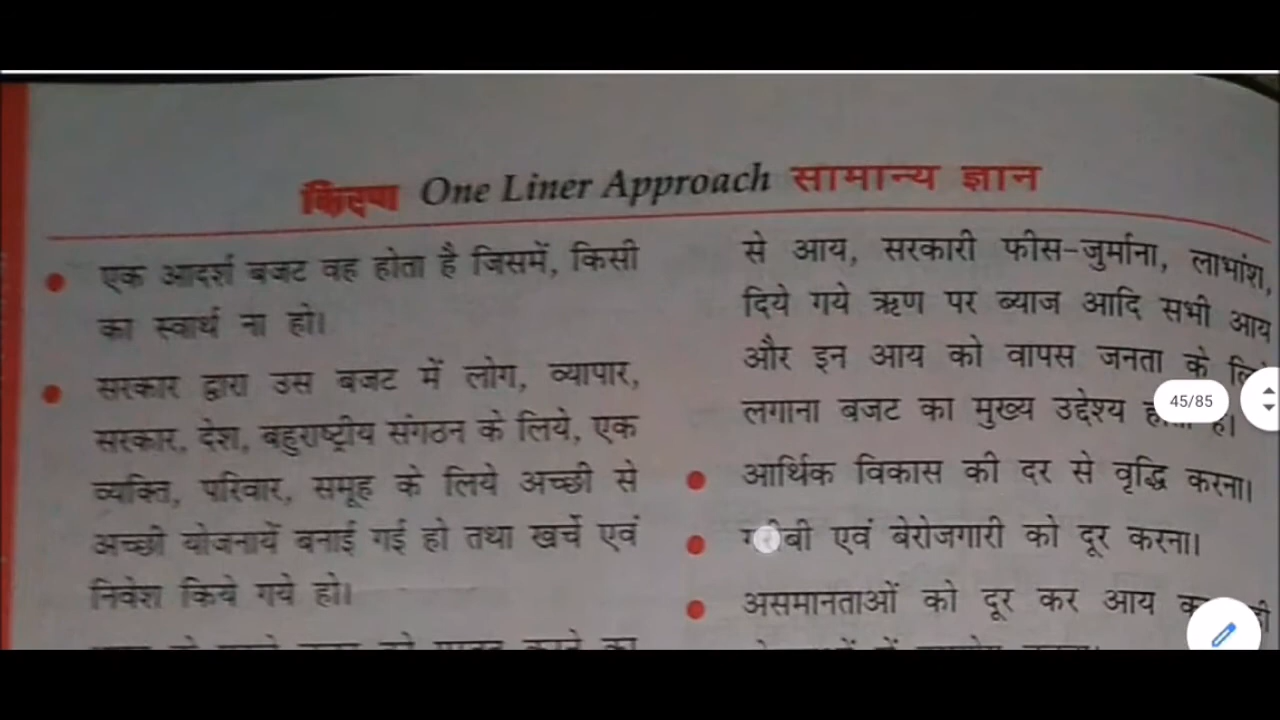 किरण One Liner Approach सामान्य ज्ञान
एक आदर्श बजट वह होता है जिसमें, किसी
का स्वार्थ ना हो।
सरकार द्वारा उस बजट में लोग, व्यापार,
सरकार, देश, बहुराष्ट्रीय संगठन के लिये, एक
व्यक्ति, परिवार, समूह के लिये अच्छी से
अच्छी योजनायें बनाई गई हो तथा खर्चे एवं
निवेश किये गये हो।
से आय, सरकारी फीस-जुर्माना, लाभांश,
दिये गये ऋण पर ब्याज आदि सभी आय
और इन आय को वापस जनता के
लगाना बजट का मुख्य उद्देश्य
आर्थिक विकास की दर से वृद्धि करना।
गरीबी एवं बेरोजगारी को दूर करना।
असमानताओं को दूर कर आय
45/85